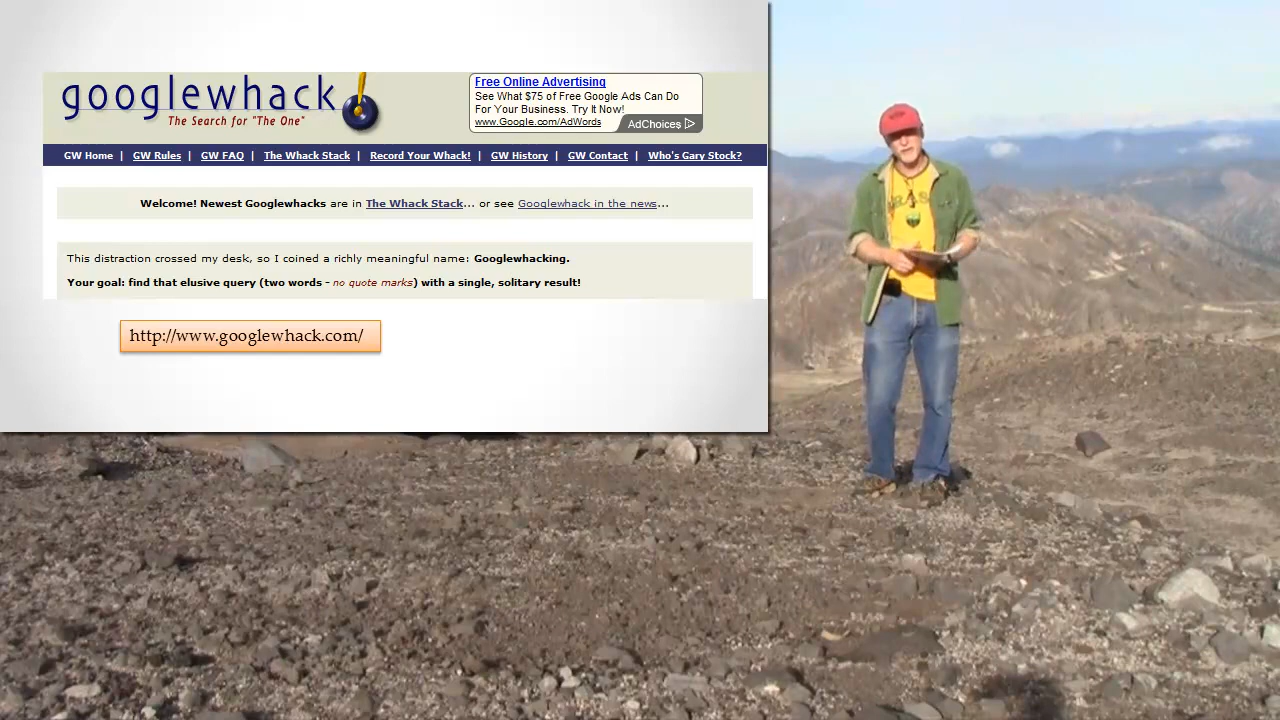 googlewhack
The Search for "The One"
Free Online Advertising
See What $75 of Free Google Ads Can Do
For Your Business. Try It Now!
www.Google.com/AdWords
AdChoices
GW Home | GW Rules | GW FAQ | The Whack Stack | Record Your Whack! | GW History | GW Contact | Who's Gary Stock?
Welcome! Newest Googlewhacks are in The Whack Stack... or see Googlewhack in the news...
This distraction crossed my desk, so I coined a richly meaningful name: Googlewhacking.
Your goal: find that elusive query (two words - no quote marks) with a single, solitary result!
http://www.googlewhack.com/